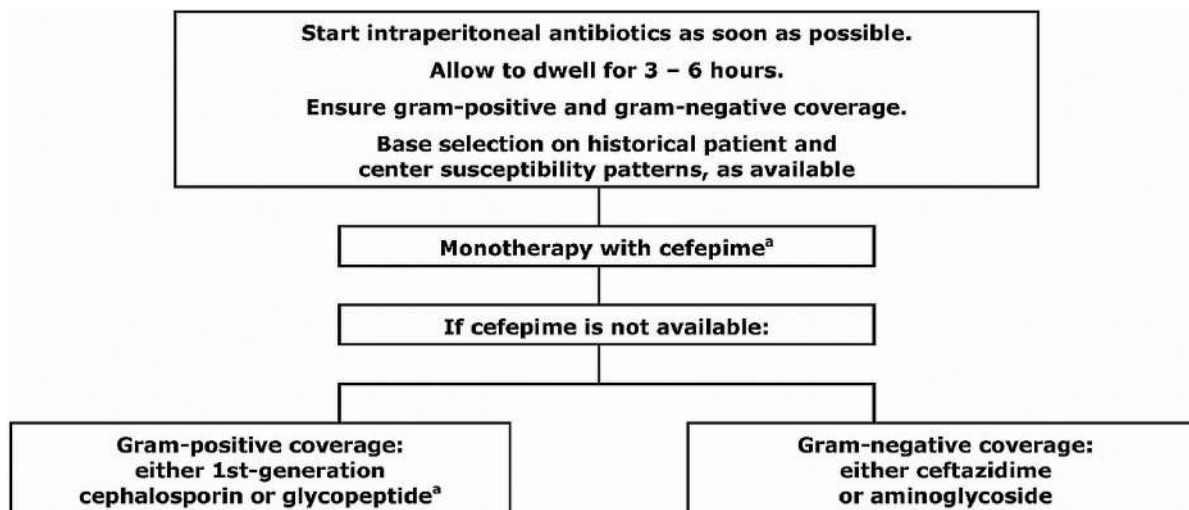 Start intraperitoneal antibiotics as soon as possible.
Allow to dwell for 3 – 6 hours.
Ensure gram-positive and gram-negative coverage.
Base selection on historical patient and
center susceptibility patterns, as available
Monotherapy with cefepimeᵃ
If cefepime is not available:
Gram-positive coverage:
either 1st-generation
cephalosporin or glycopeptideᵃ
Gram-negative coverage:
either ceftazidime
or aminoglycoside